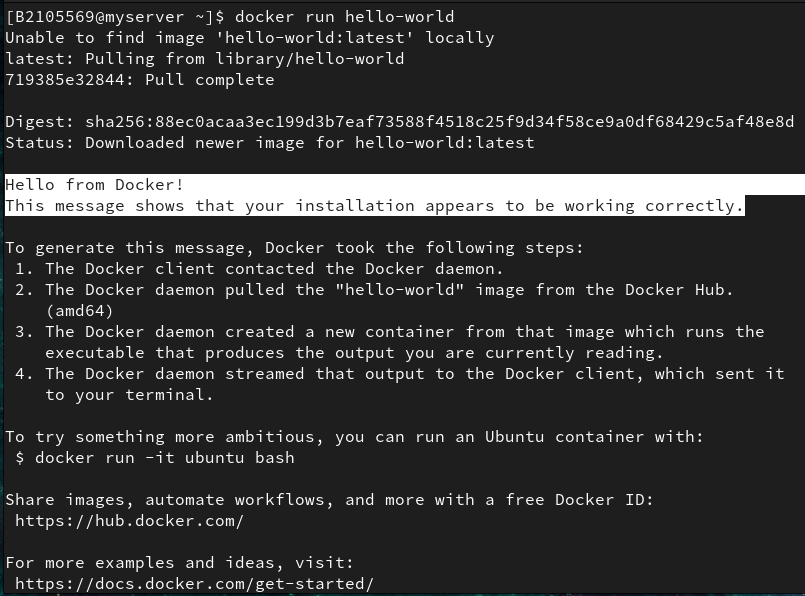 [B2105569@myserver ~]$ docker run hello-world
Unable to find image 'hello-world:latest' locally
latest: Pulling from library/hello-world
719385e32844: Pull complete
Digest: sha256:88ec0acaa3ec199d3b7eaf73588f4518c25f9d34f58ce9a0df68429c5af48e8d
Status: Downloaded newer image for hello-world:latest
Hello from Docker!
This message shows that your installation appears to be working correctly.
To generate this message, Docker took the following steps:
1. The Docker client contacted the Docker daemon.
2. The Docker daemon pulled the "hello-world" image from the Docker Hub.
(amd64)
3. The Docker daemon created a new container from that image which runs the
executable that produces the output you are currently reading.
4. The Docker daemon streamed that output to the Docker client, which sent it
to your terminal.
To try something more ambitious, you can run an Ubuntu container with:
$ docker run -it ubuntu bash
Share images, automate workflows, and more with a free Docker ID:
https://hub.docker.com/
For more examples and ideas, visit:
https://docs.docker.com/get-started/